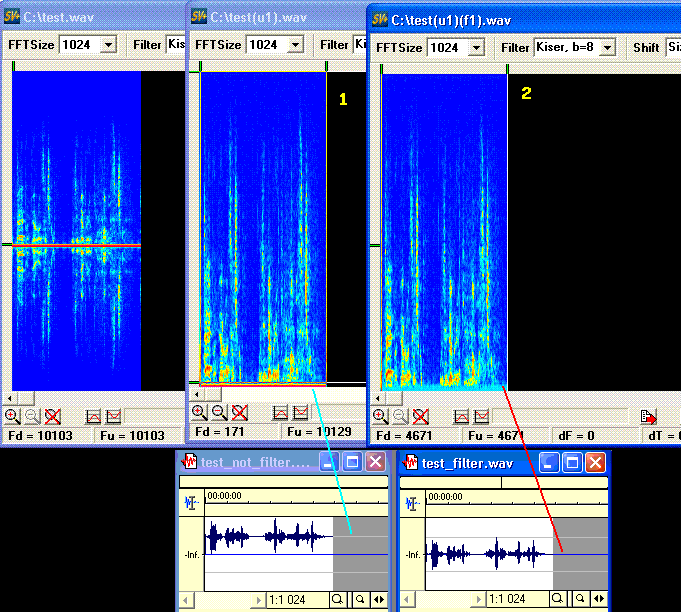 SV+ C:\test.wav
FFTSize 1024 Filter Kis
Fd = 10103 Fu = 10103
SV+ C:\test(u1).wav
FFTSize 1024 Filter Ki
1
Fd = 171 Fu = 10129
SV+ C:\test(u1)(f1).wav
FFTSize 1024 Filter Kiser, b=8 Shift Si
2
Fd = 4671 Fu = 4671 dF = 0 dT = 0
test_not_filter....
,00:00:00
-Inf.
1:1 024
test_filter.wav
,00:00:00
-Inf.
1:1 024